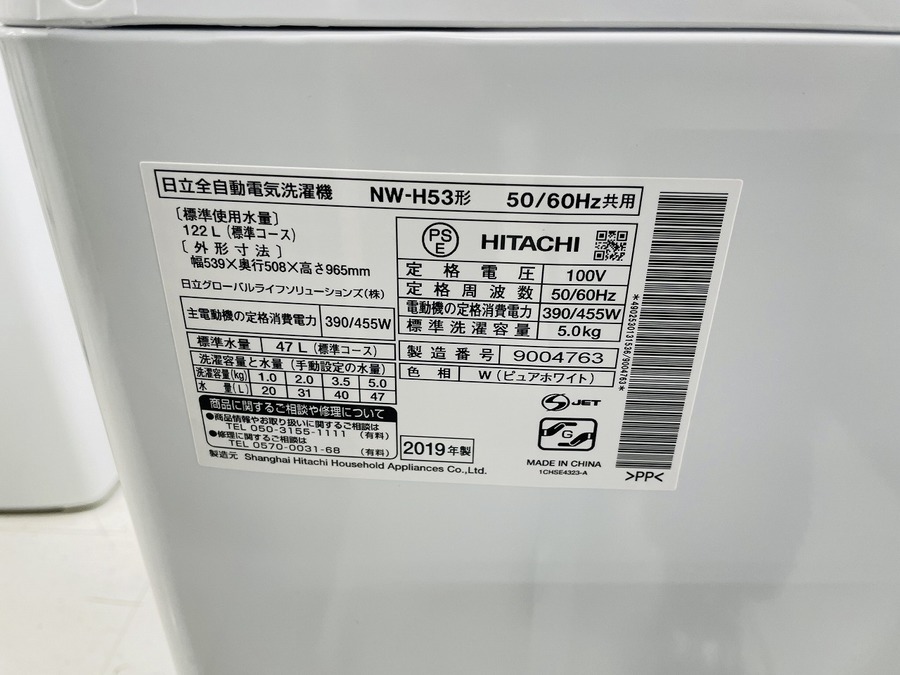 日立全自動電気洗濯機 NW-H53形 50/60Hz共用
〔標準使用水量〕
122 L (標準コース)
〔外形寸法〕
幅539×奥行508×高さ965mm
日立グローバルライフソリューションズ(株)
主電動機の定格消費電力 390/455W
標準水量 47 L (標準コース)
洗濯容量と水量 (手動設定の水量)
洗濯容量(kg) 1.0 2.0 3.5 5.0
水 量(L) 20 31 40 47
商品に関するご相談や修理について
●商品情報やお取り扱いに関するご相談は
TEL 050-3155-1111 (有料)
●修理に関するご相談は
TEL 0570-0031-68 (有料)
製造元 Shanghai Hitachi Household Appliances Co.,Ltd.
PSE HITACHI
定格電圧 100V
定格周波数 50/60Hz
電動機の定格消費電力 390/455W
標準洗濯容量 5.0kg
製造番号 9004763
色相 W (ピュアホワイト)
2019年製
S JET
G
MADE IN CHINA
1CHSE4323-A
*4902530131536/9004763*
>PP<